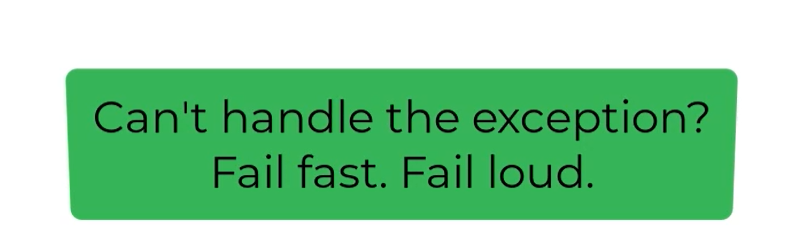 Can't handle the exception?
Fail fast. Fail loud.